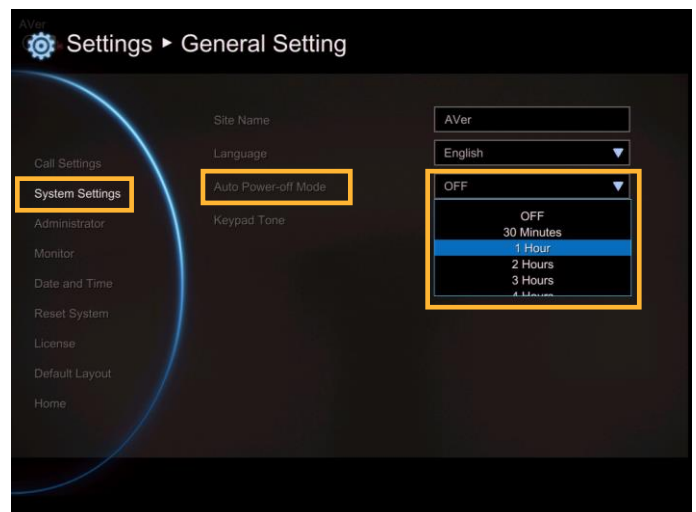 AVer
Settings ▸ General Setting
Site Name
AVer
Language
English
Auto Power-off Mode
OFF
Keypad Tone
OFF
30 Minutes
1 Hour
2 Hours
3 Hours
4 Hours
Call Settings
System Settings
Administrator
Monitor
Date and Time
Reset System
License
Default Layout
Home